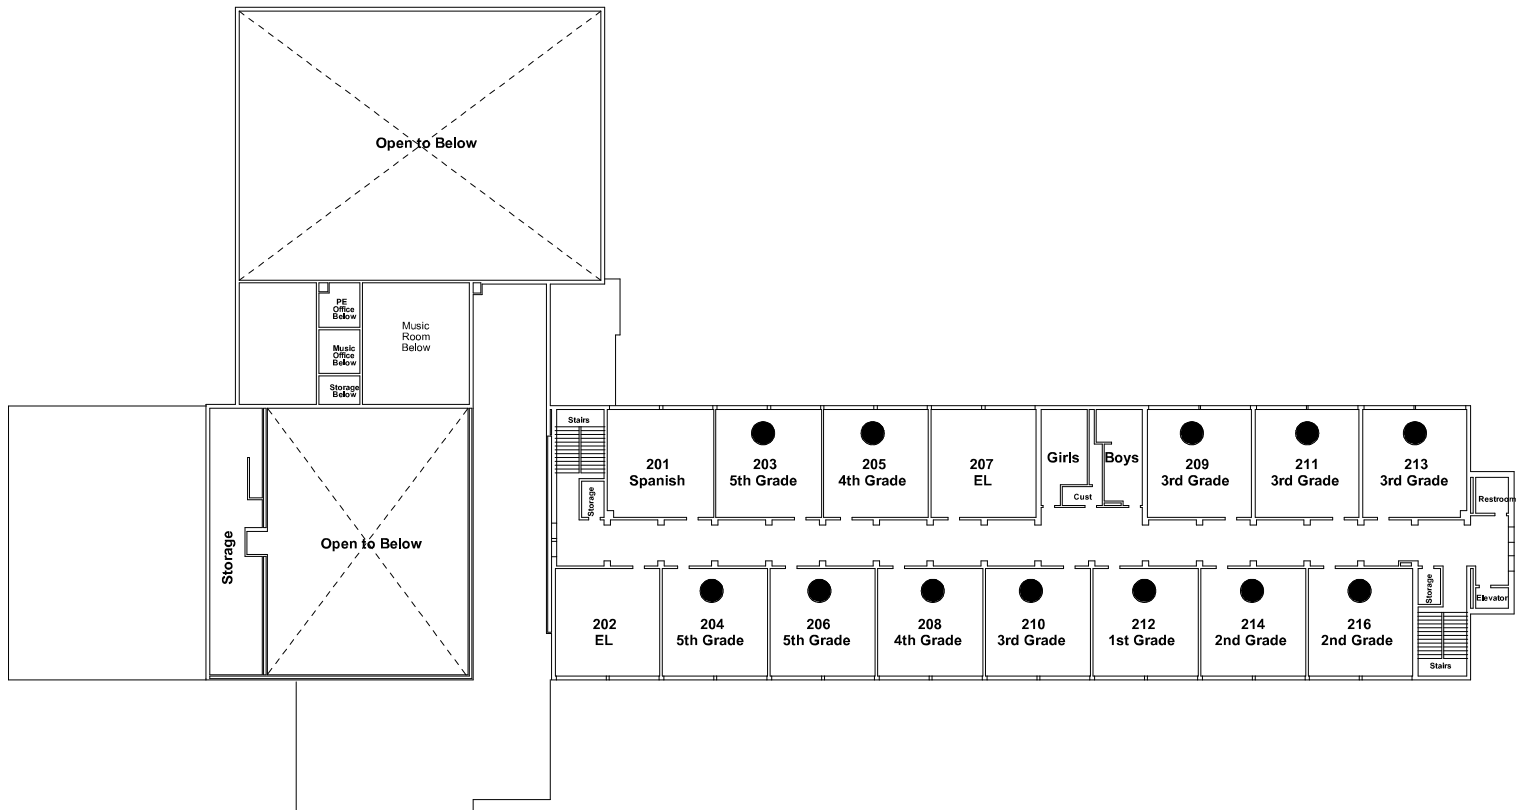 Open to Below
PE
Office
Below
Music
Office
Below
Storage
Below
Music
Room
Below
Storage
Open to Below
Stairs
Storage
201
Spanish
203
5th Grade
205
4th Grade
207
EL
Girls
Boys
Cust
209
3rd Grade
211
3rd Grade
213
3rd Grade
Restroom
202
EL
204
5th Grade
206
5th Grade
208
4th Grade
210
3rd Grade
212
1st Grade
214
2nd Grade
216
2nd Grade
Storage
Elevator
Stairs